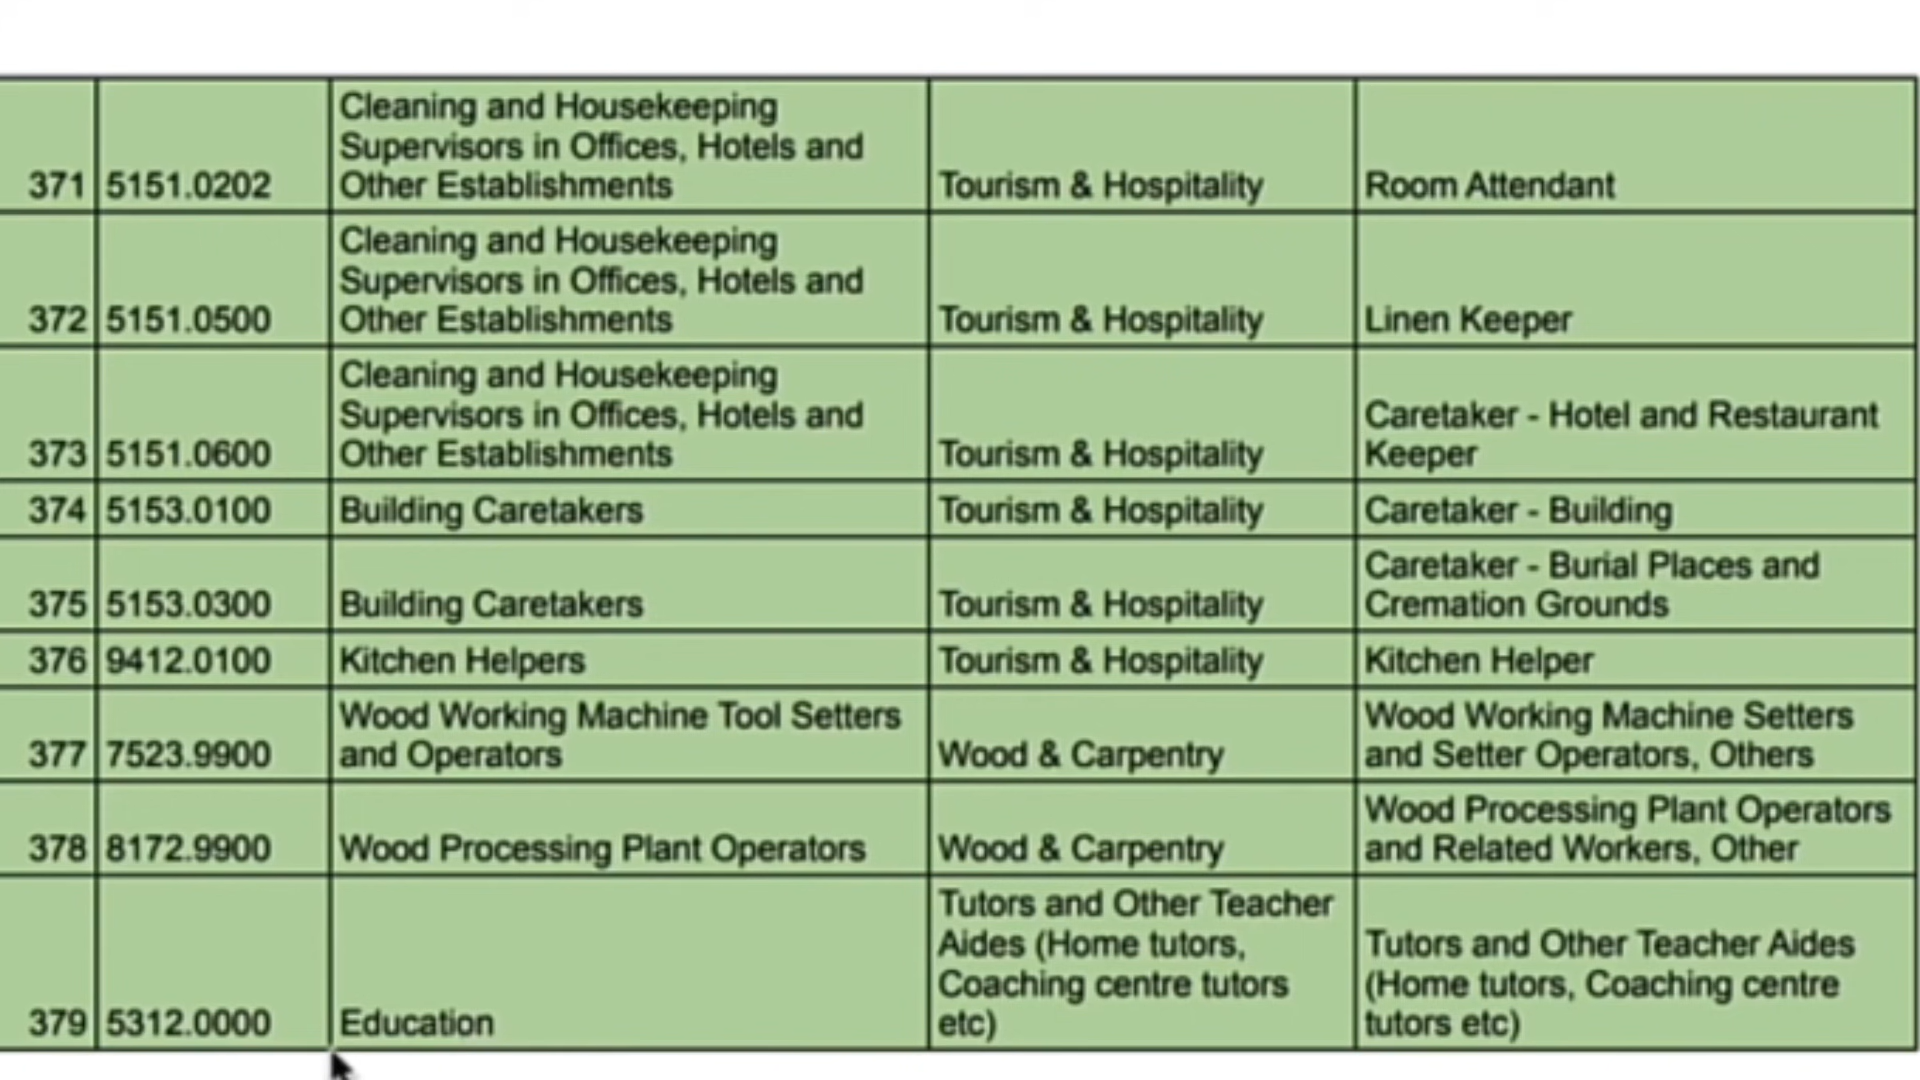 Cleaning and Housekeeping
Supervisors in Offices, Hotels and
371 5151.0202 Other Establishments Tourism & Hospitality Room Attendant
Cleaning and Housekeeping
Supervisors in Offices, Hotels and
372 5151.0500 Other Establishments Tourism & Hospitality Linen Keeper
Cleaning and Housekeeping
Supervisors in Offices, Hotels and Caretaker - Hotel and Restaurant
373 5151.0600 Other Establishments Tourism & Hospitality Keeper
374 5153.0100 Building Caretakers Tourism & Hospitality Caretaker - Building
Caretaker - Burial Places and
375 5153.0300 Building Caretakers Tourism & Hospitality Cremation Grounds
376 9412.0100 Kitchen Helpers Tourism & Hospitality Kitchen Helper
Wood Working Machine Tool Setters Wood Working Machine Setters
377 7523.9900 and Operators Wood & Carpentry and Setter Operators, Others
Wood Processing Plant Operators
378 8172.9900 Wood Processing Plant Operators Wood & Carpentry and Related Workers, Other
Tutors and Other Teacher
Aides (Home tutors, Tutors and Other Teacher Aides
Coaching centre tutors (Home tutors, Coaching centre
379 5312.0000 Education etc) tutors etc)